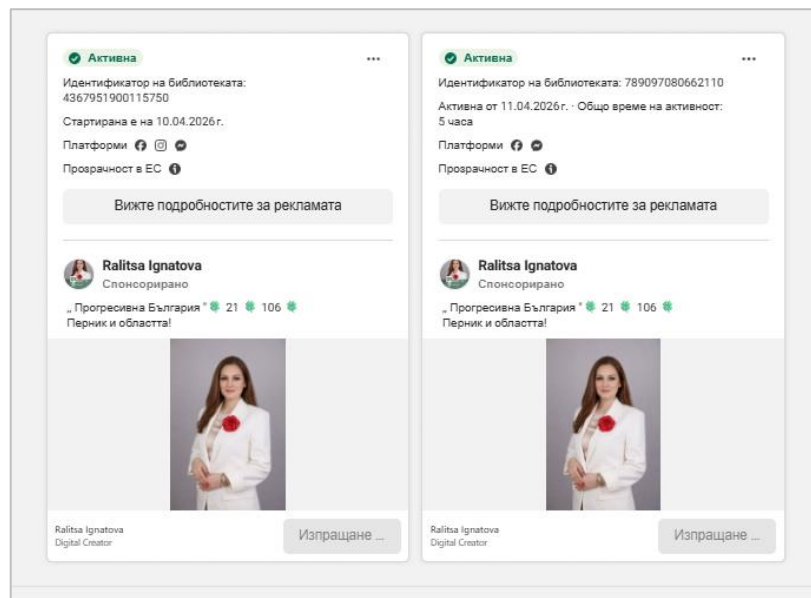 Активна
Идентификатор на библиотеката:
4367951900115750
Стартирана е на 10.04.2026 г.
Платформи
Прозрачност в ЕС
Вижте подробностите за рекламата
Ralitsa Ignatova
Спонсорирано
„ Прогресивна България " 🍀 21 🍀 106 🍀
Перник и областта!
Ralitsa Ignatova
Digital Creator
Изпращане ...
Активна
Идентификатор на библиотеката: 789097080662110
Активна от 11.04.2026 г. · Общо време на активност:
5 часа
Платформи
Прозрачност в ЕС
Вижте подробностите за рекламата
Ralitsa Ignatova
Спонсорирано
„ Прогресивна България " 🍀 21 🍀 106 🍀
Перник и областта!
Ralitsa Ignatova
Digital Creator
Изпращане ...